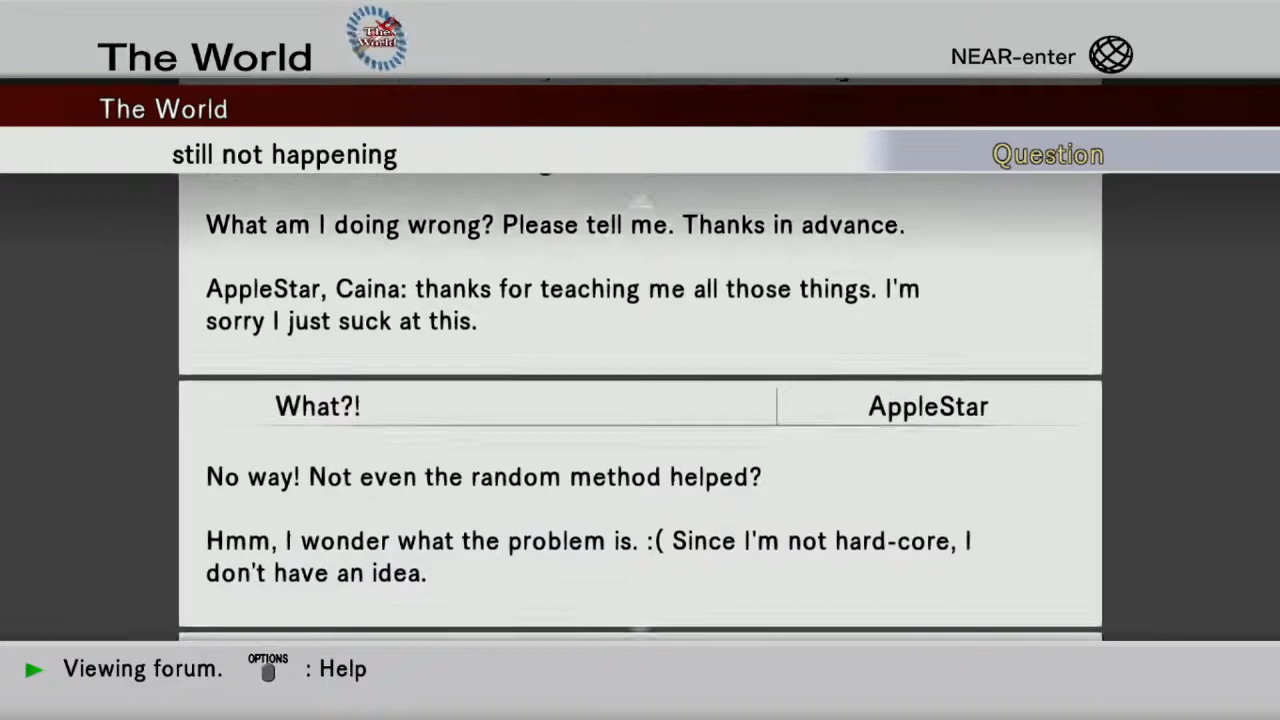 The World
The World
NEAR-enter
The World
still not happening
Question
What am I doing wrong? Please tell me. Thanks in advance.
AppleStar, Caina: thanks for teaching me all those things. I'm
sorry I just suck at this.
What?!
AppleStar
No way! Not even the random method helped?
Hmm, I wonder what the problem is. :( Since I'm not hard-core, I
don't have an idea.
Viewing forum.
OPTIONS
: Help